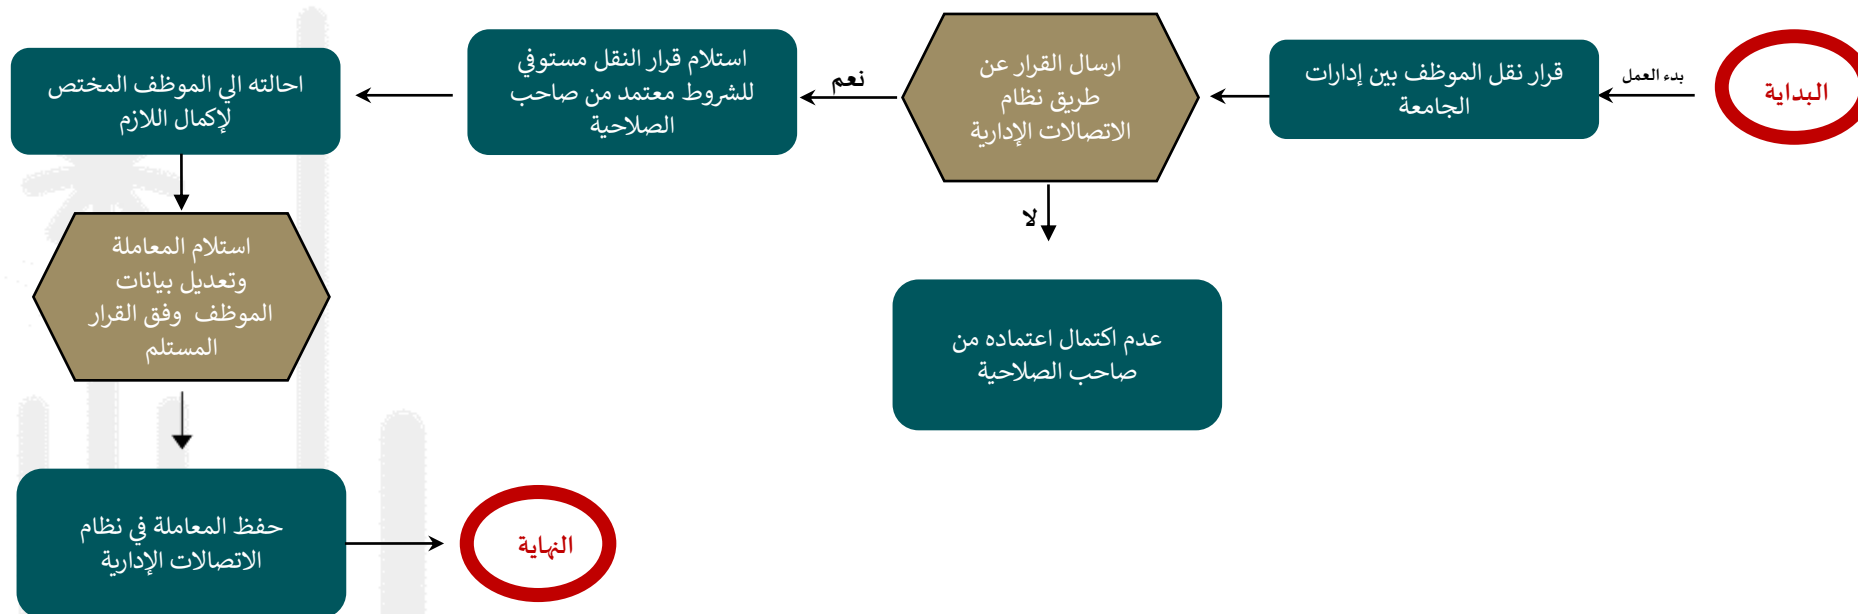 البداية
بدء العمل
قرار نقل الموظف بين إدارات
الجامعة
ارسال القرار عن
طريق نظام
الاتصالات الإدارية
نعم
لا
استلام قرار النقل مستوفي
للشروط معتمد من صاحب
الصلاحية
احالته الي الموظف المختص
لإكمال اللازم
عدم اكتمال اعتماده من
صاحب الصلاحية
استلام المعاملة
وتعديل بيانات
الموظف وفق القرار
المستلم
حفظ المعاملة في نظام
الاتصالات الإدارية
النهاية